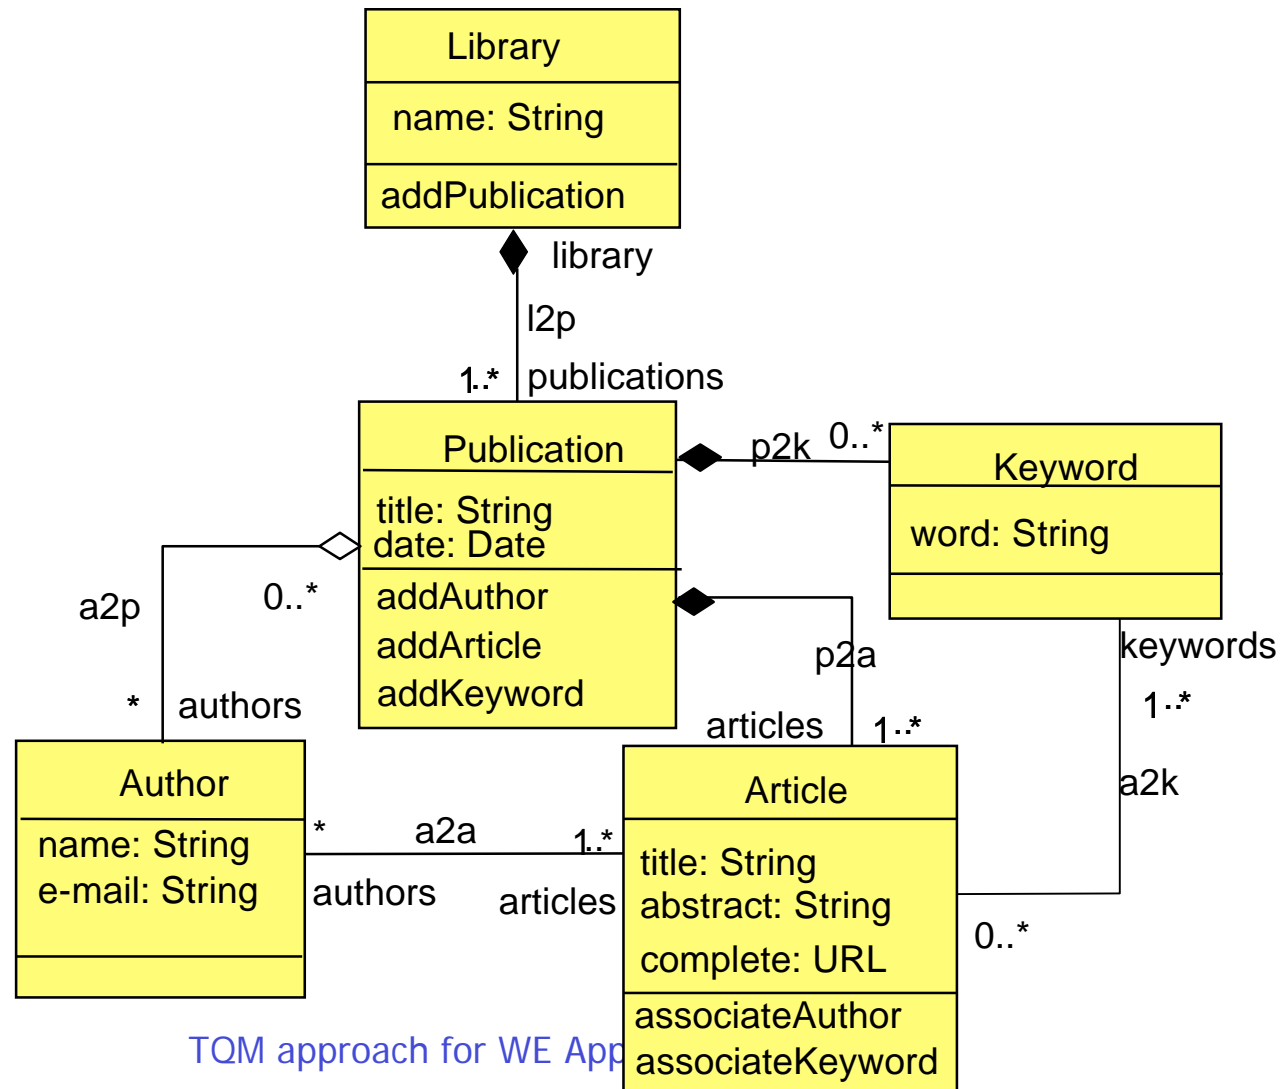 Library
name: String
addPublication
library
l2p
1..*
publications
Publication
title: String
date: Date
addAuthor
addArticle
addKeyword
p2k
0..*
Keyword
word: String
a2p
0..*
*
authors
p2a
articles
1..*
keywords
1..*
a2k
0..*
Author
name: String
e-mail: String
*
a2a
1..*
authors
articles
Article
title: String
abstract: String
complete: URL
associateAuthor
associateKeyword
TQM approach for WE App